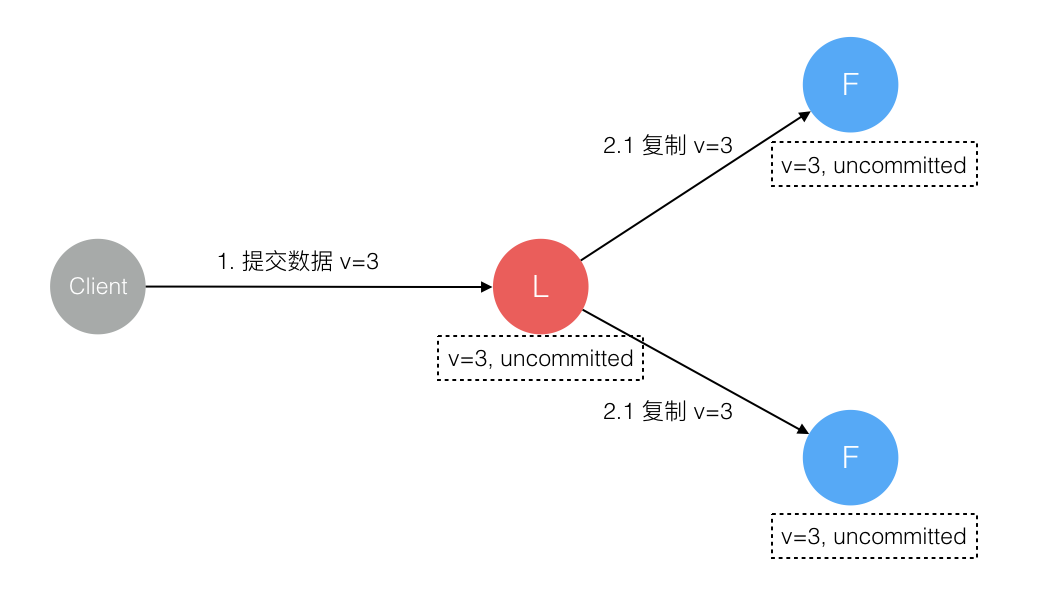 F
2.1 复制 v=3
v=3, uncommitted
1. 提交数据 v=3
Client
L
v=3, uncommitted
2.1 复制 v=3
F
v=3, uncommitted